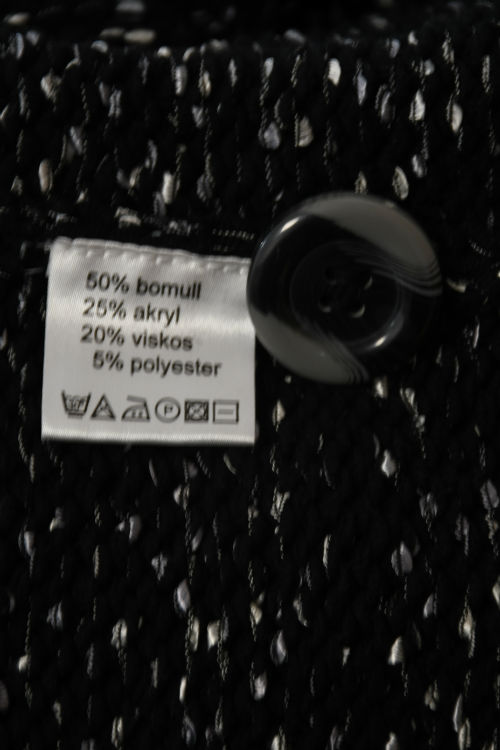 50% bomull
25% akryl
20% viskos
5% polyester
P